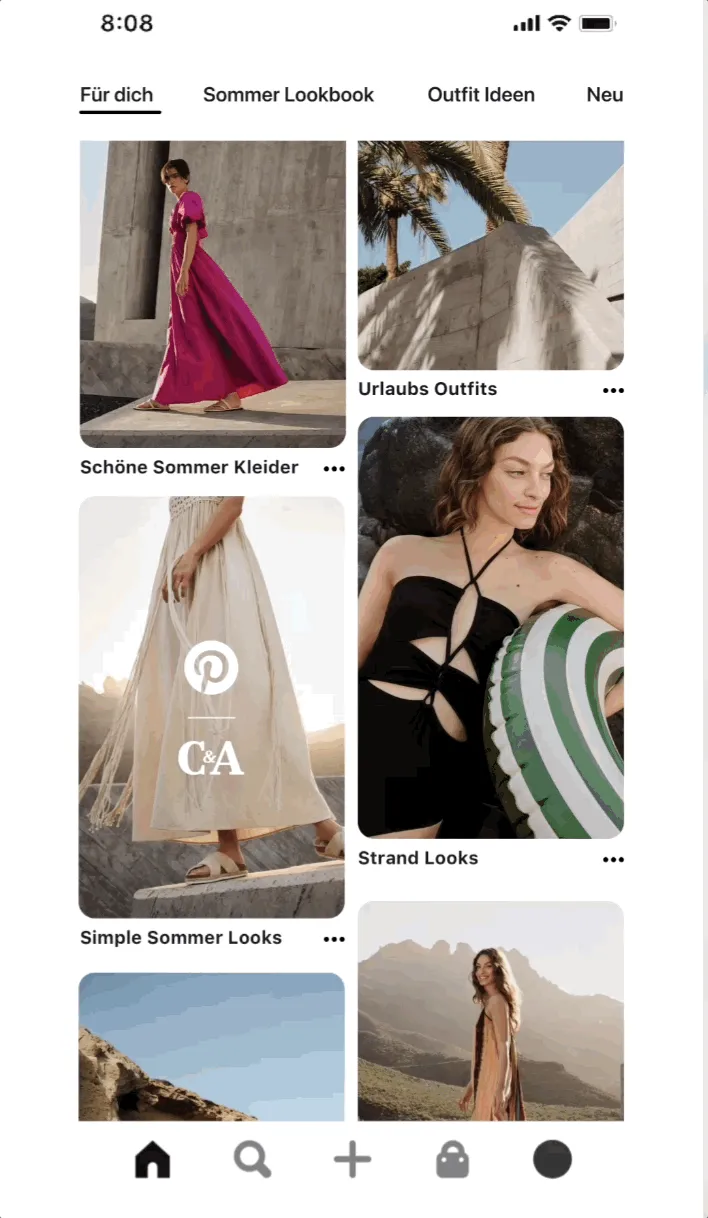 8:08
Für dich
Sommer Lookbook
Outfit Ideen
Neu
Schöne Sommer Kleider
Urlaubs Outfits
C&A
Simple Sommer Looks
Strand Looks